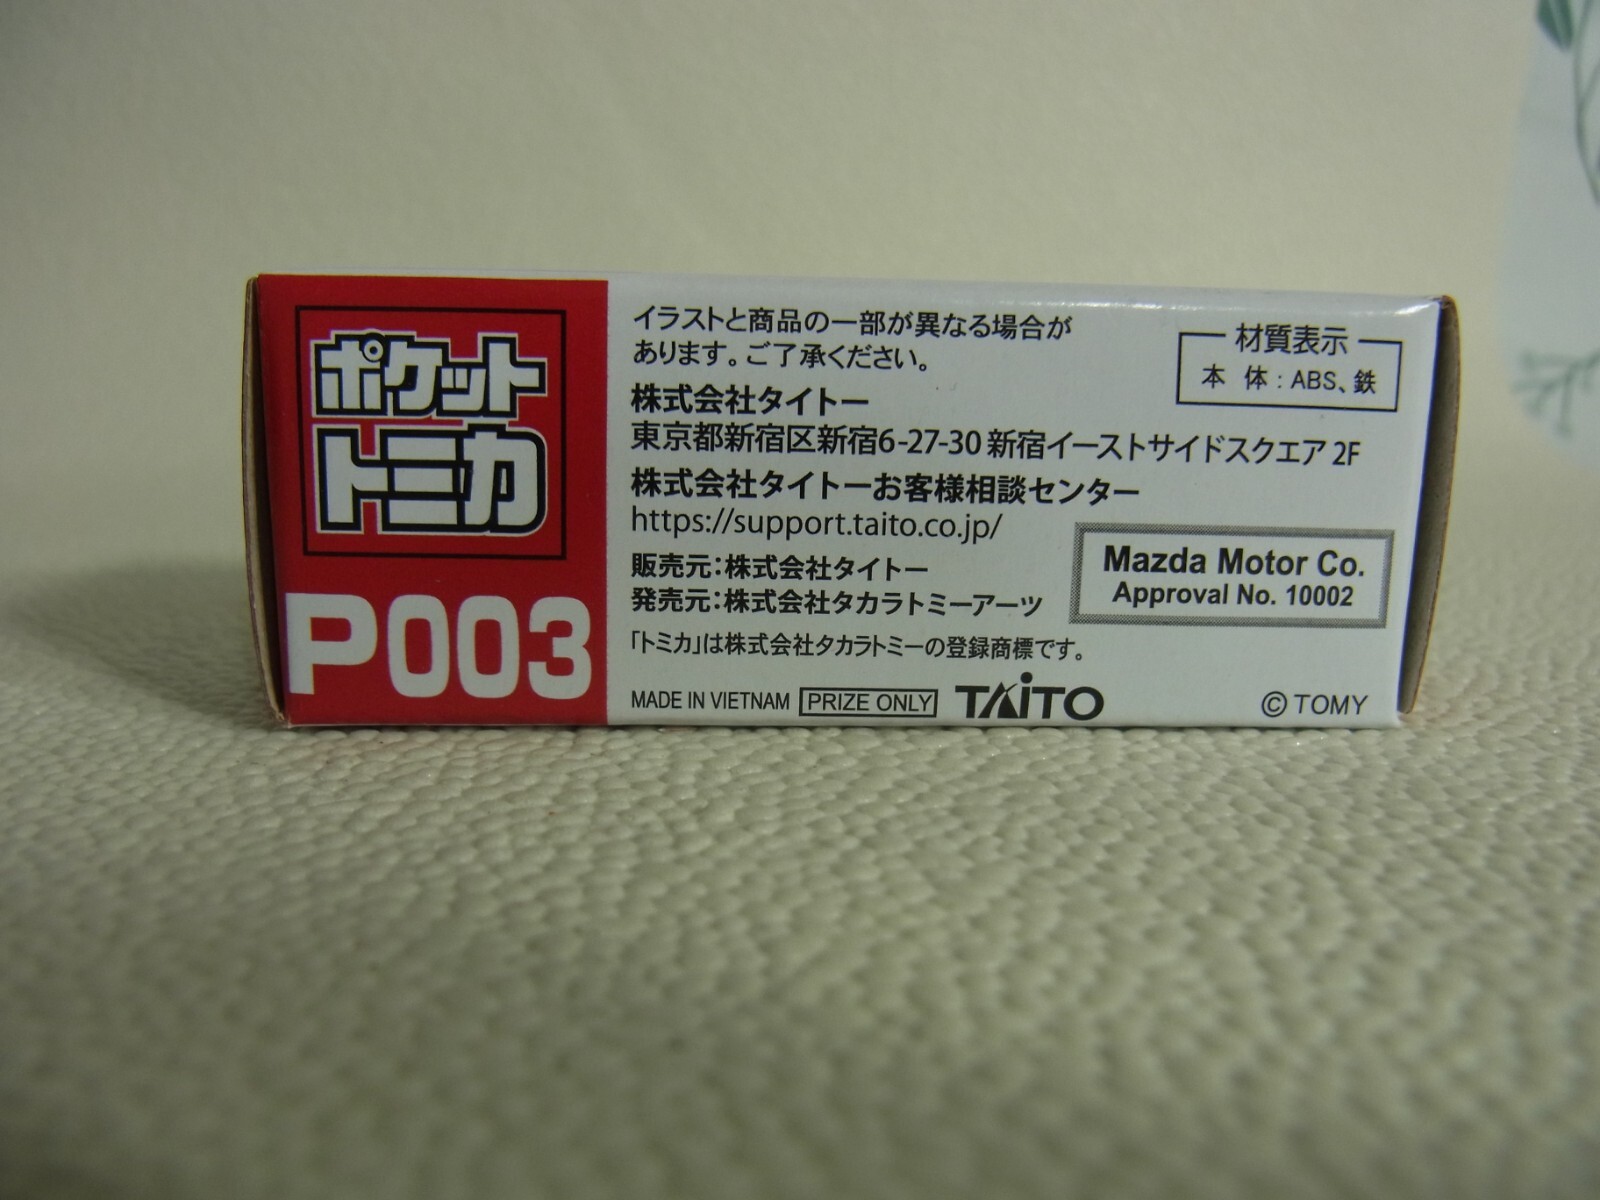 ポケット
トミカ
P003
イラストと商品の一部が異なる場合が
あります。ご了承ください。
株式会社タイトー
東京都新宿区新宿6-27-30 新宿イーストサイドスクエア 2F
株式会社タイトーお客様相談センター
https://support.taito.co.jp/
販売元:株式会社タイトー
発売元:株式会社タカラトミーアーツ
「トミカ」は株式会社タカラトミーの登録商標です。
MADE IN VIETNAM PRIZE ONLY TAITO
材質表示
本 体 : ABS、鉄
Mazda Motor Co.
Approval No. 10002
© TOMY